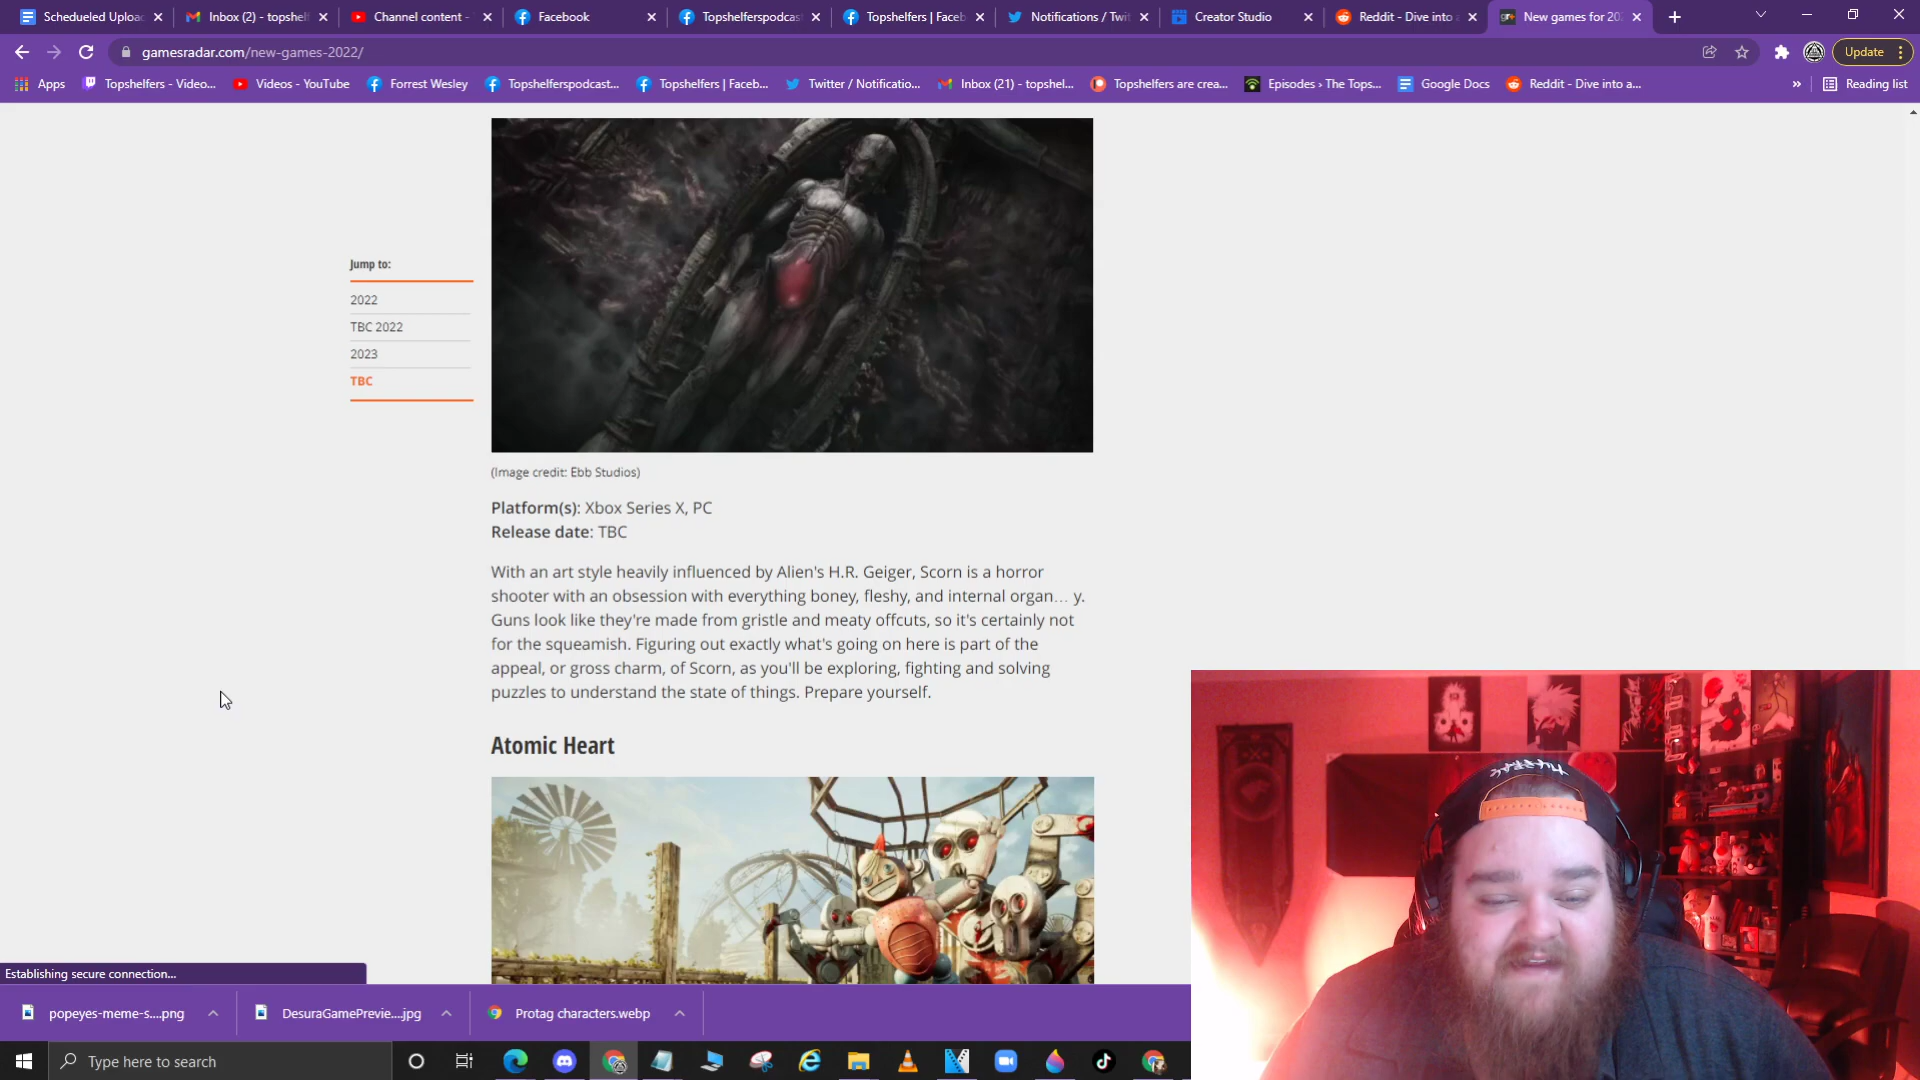 Schedueled Uploa
Inbox (2) - topshel
Channel content -
Facebook
Topshelferspodcas
Topshelfers | Faceb
Notifications / Twi
Creator Studio
Reddit - Dive into
New games for 20
gamesradar.com/new-games-2022/
Update
Apps
Topshelfers - Video...
Videos - YouTube
Forrest Wesley
Topshelferspodcast...
Topshelfers | Faceb...
Twitter / Notificatio...
Inbox (21) - topshel...
Topshelfers are crea...
Episodes › The Tops...
Google Docs
Reddit - Dive into a...
»
Reading list
Jump to:
2022
TBC 2022
2023
TBC
(Image credit: Ebb Studios)
Platform(s): Xbox Series X, PC
Release date: TBC
With an art style heavily influenced by Alien's H.R. Geiger, Scorn is a horror
shooter with an obsession with everything boney, fleshy, and internal organ… y.
Guns look like they're made from gristle and meaty offcuts, so it's certainly not
for the squeamish. Figuring out exactly what's going on here is part of the
appeal, or gross charm, of Scorn, as you'll be exploring, fighting and solving
puzzles to understand the state of things. Prepare yourself.
Atomic Heart
Establishing secure connection...
popeyes-meme-s....png
DesuraGamePrevie....jpg
Protag characters.webp
Type here to search